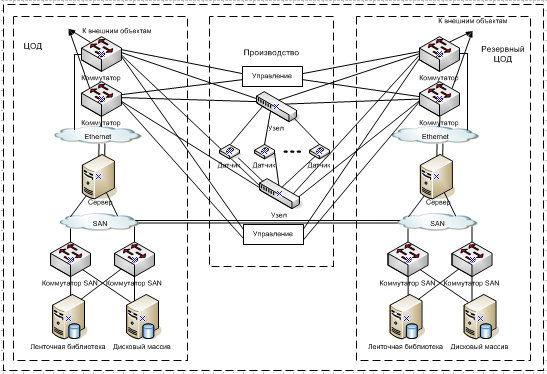 К внешним объектам
К внешним объектам
ЦОД
Производство
Резервный
ЦОД
Коммутатор
Управление
Коммутатор
Коммутатор
Узел
Коммутатор
Ethernet
Ethernet
Датчик
Датчик
Датчик
Сервер
Узел
Сервер
SAN
Управление
SAN
Коммутатор SAN
Коммутатор SAN
Коммутатор SAN
Коммутатор SAN
Ленточная библиотека
Дисковый массив
Ленточная библиотека
Дисковый массив